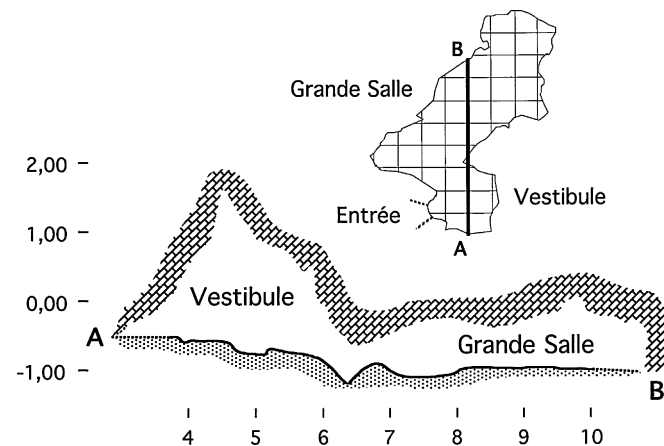 B
Grande Salle
Vestibule
Entrée
A
2,00
1,00
0,00
-1,00
A
Vestibule
Grande Salle
B
4 5 6 7 8 9 10